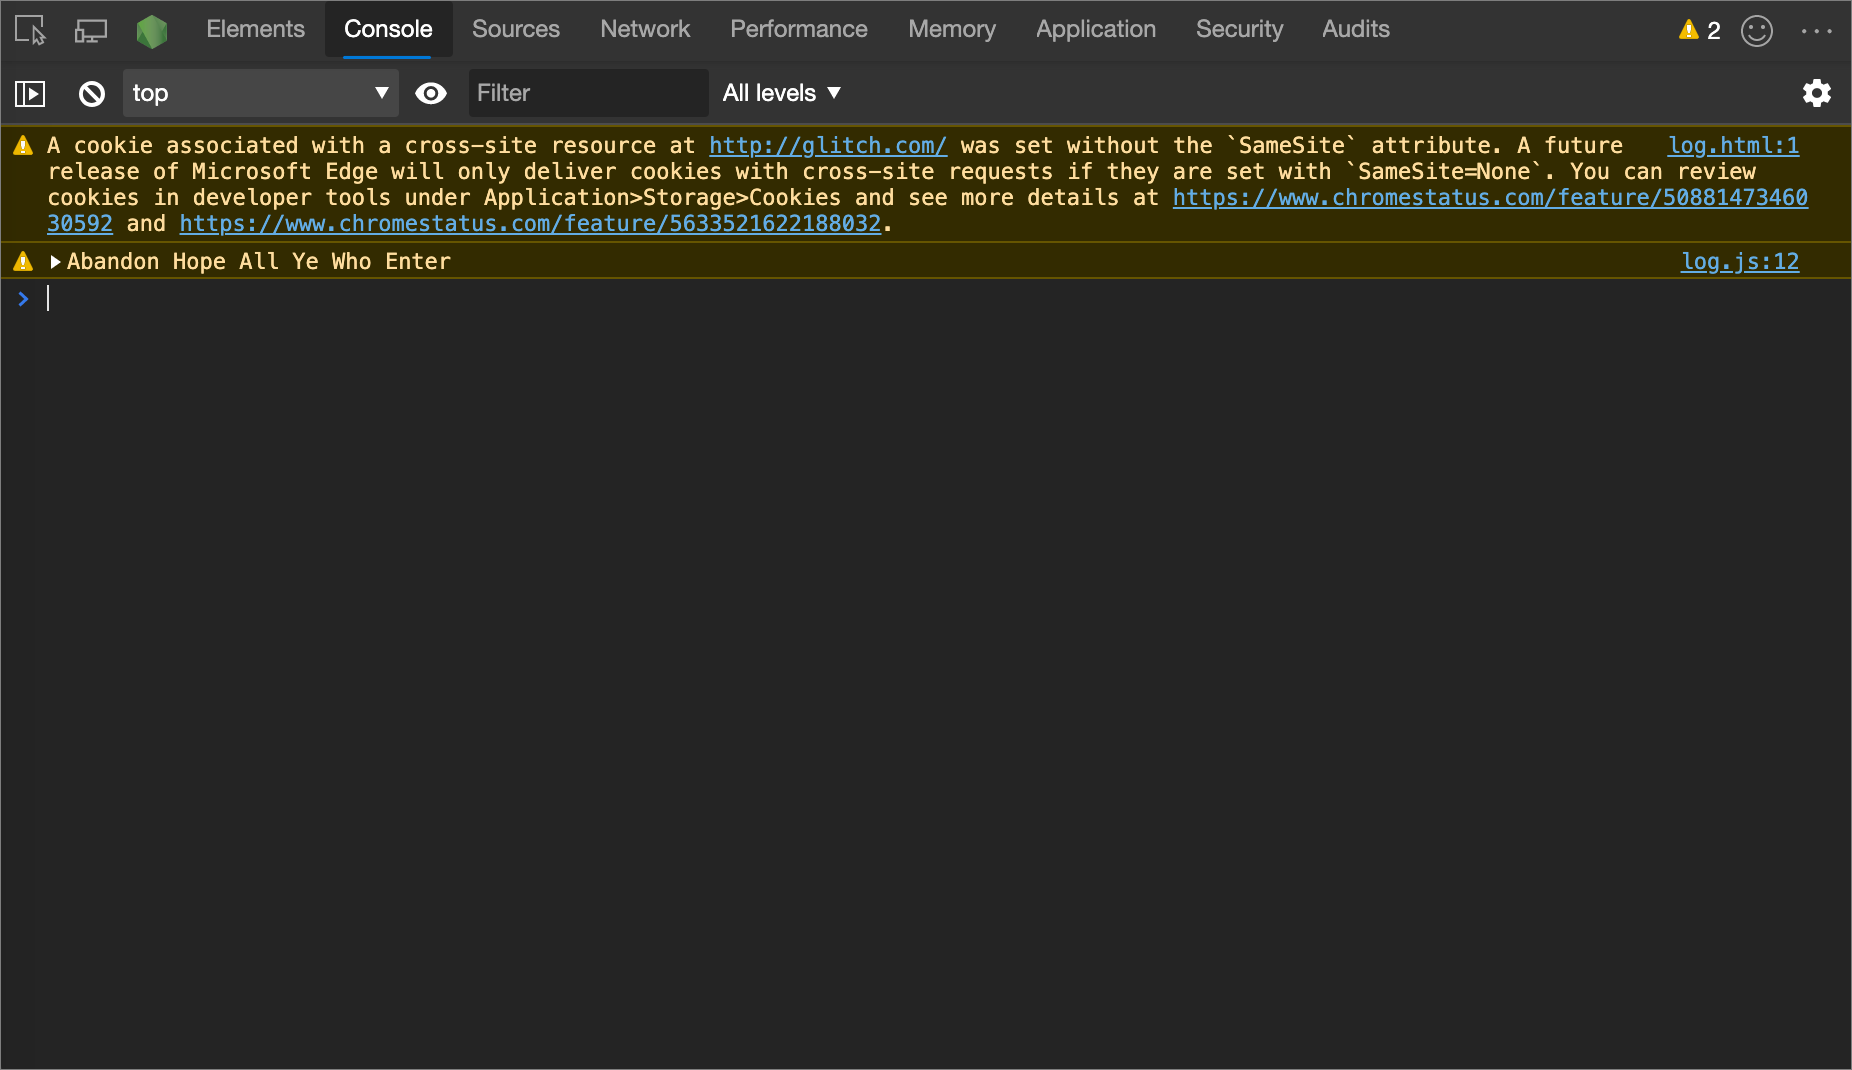 Elements Console Sources Network Performance Memory Application Security Audits 2
top Filter All levels
A cookie associated with a cross-site resource at http://glitch.com/ was set without the `SameSite` attribute. A future log.html:1
release of Microsoft Edge will only deliver cookies with cross-site requests if they are set with `SameSite=None`. You can review
cookies in developer tools under Application>Storage>Cookies and see more details at https://www.chromestatus.com/feature/50881473460
30592 and https://www.chromestatus.com/feature/5633521622188032.
Abandon Hope All Ye Who Enter log.js:12